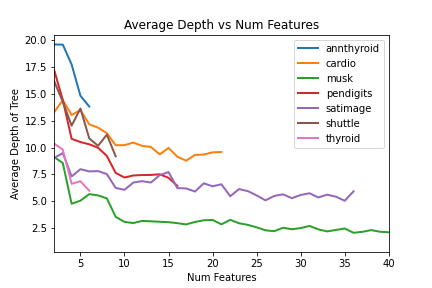 Average Depth vs Num Features
Average Depth of Tree
20.0
17.5
15.0
12.5
10.0
7.5
5.0
2.5
annthyroid
cardio
musk
pendigits
satimage
shuttle
thyroid
5 10 15 20 25 30 35 40
Num Features